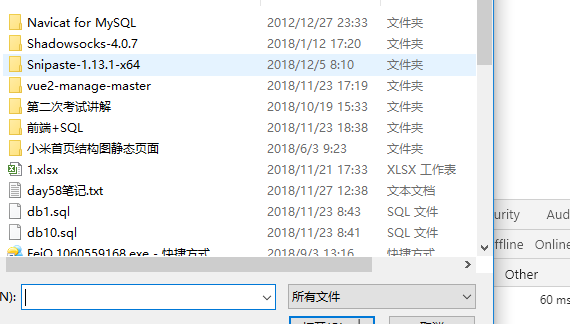 Navicat for MySQL 2012/12/27 23:33 文件夹
Shadowsocks-4.0.7 2018/1/12 17:20 文件夹
Snipaste-1.13.1-x64 2018/12/5 8:10 文件夹
vue2-manage-master 2018/11/23 17:19 文件夹
第二次考试讲解 2018/10/19 15:33 文件夹
前端+SQL 2018/11/23 18:38 文件夹
小米首页结构图静态页面 2018/6/3 9:23 文件夹
1.xlsx 2018/11/21 17:33 XLSX 工作表
day58笔记.txt 2018/11/27 12:38 文本文档
db1.sql 2018/11/23 8:43 SQL 文件
db10.sql 2018/11/23 8:41 SQL 文件
FeiQ.1060559168.exe - 快捷方式 2018/9/3 13:16 快捷方式
N): 所有文件
取消
urity Aud
ffline Online
Other
60 ms